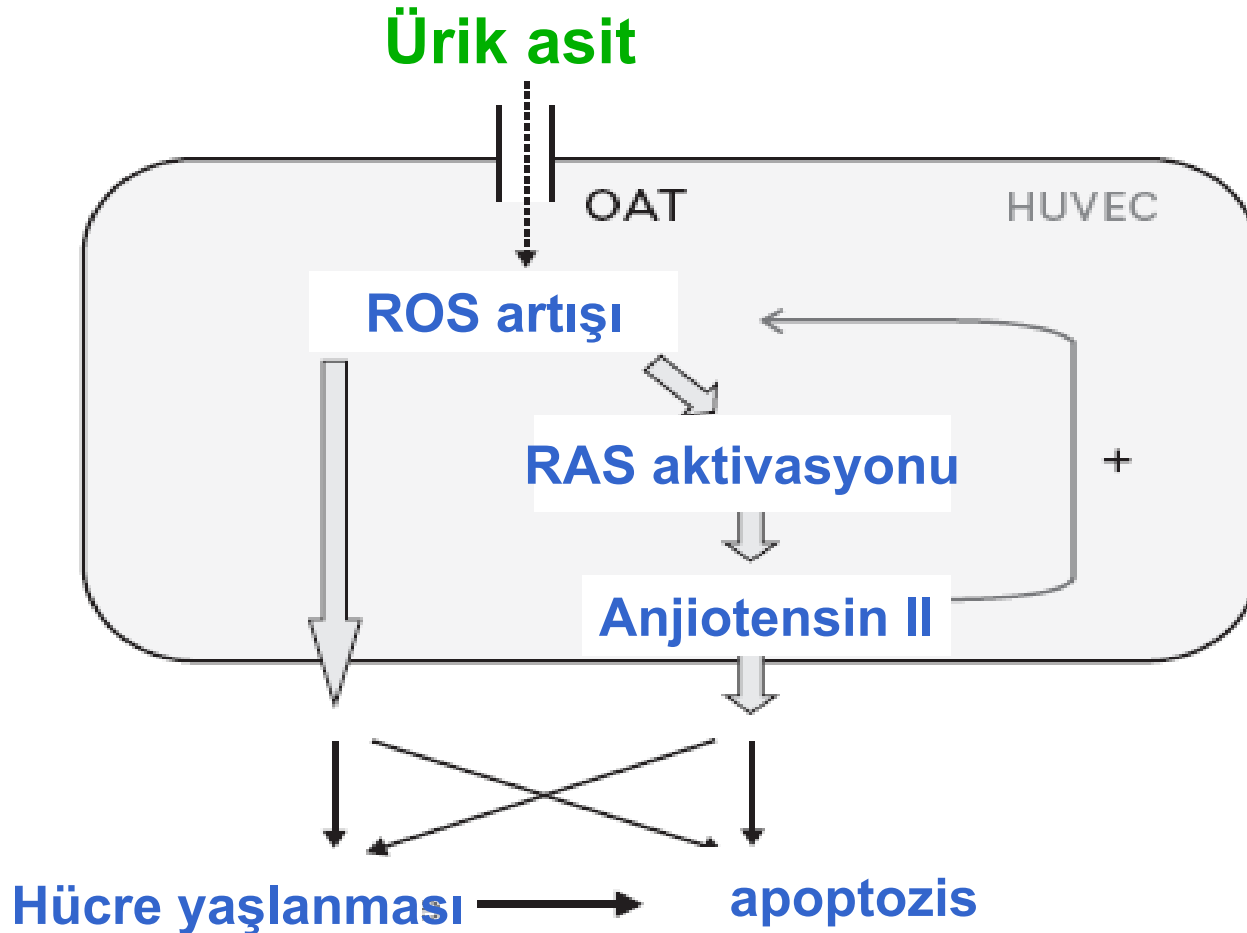 Ürik asit
OAT
HUVEC
ROS artışı
RAS aktivasyonu
+
Anjiotensin II
Hücre yaşlanması
apoptozis